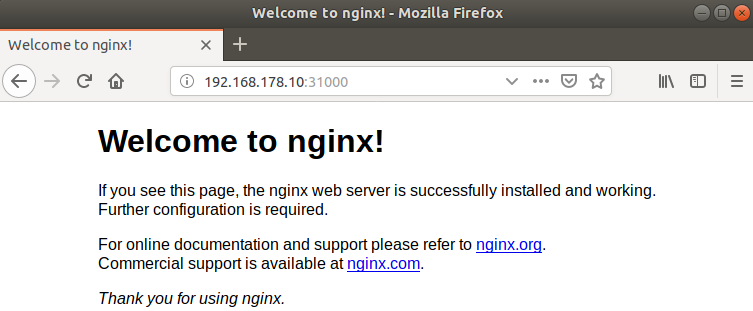 Welcome to nginx! - Mozilla Firefox
Welcome to nginx!
192.168.178.10:31000
Welcome to nginx!
If you see this page, the nginx web server is successfully installed and working.
Further configuration is required.
For online documentation and support please refer to nginx.org.
Commercial support is available at nginx.com.
Thank you for using nginx.